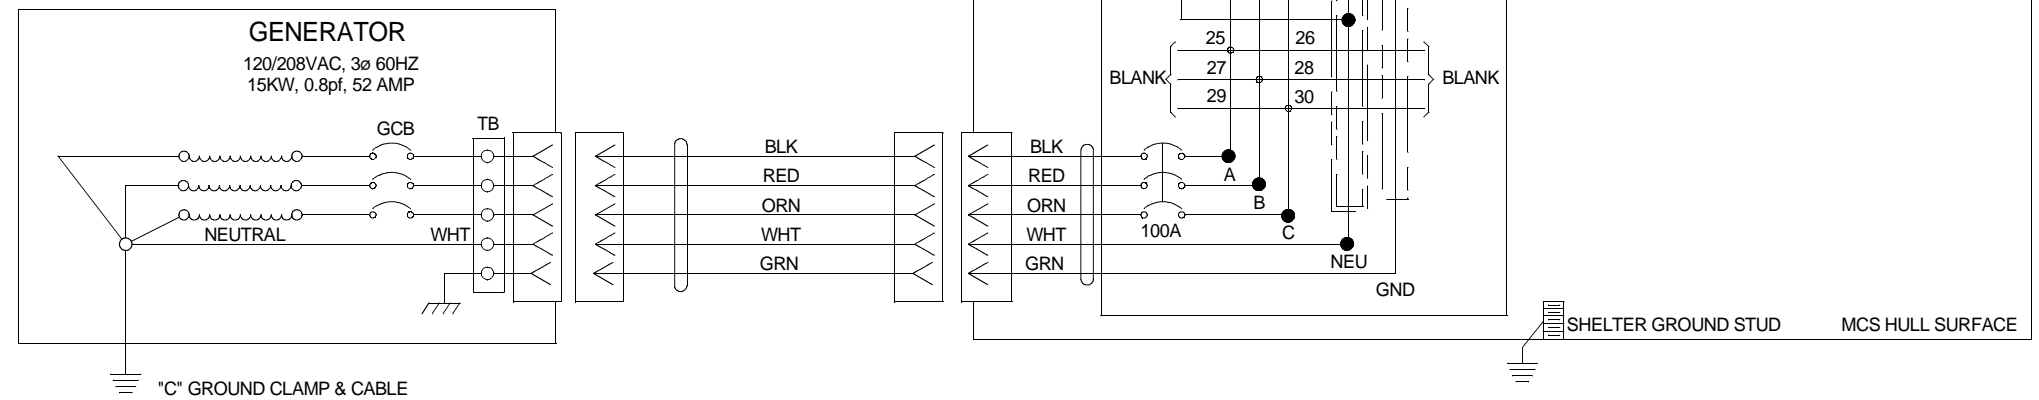 GENERATOR
120/208VAC, 3ø 60HZ
15KW, 0.8pf, 52 AMP
GCB
TB
NEUTRAL
WHT
"C" GROUND CLAMP & CABLE
BLK
RED
ORN
WHT
GRN
BLK
RED
ORN
WHT
GRN
25 26
27 28
29 30
BLANK
BLANK
100A
A
B
C
NEU
GND
SHELTER GROUND STUD
MCS HULL SURFACE